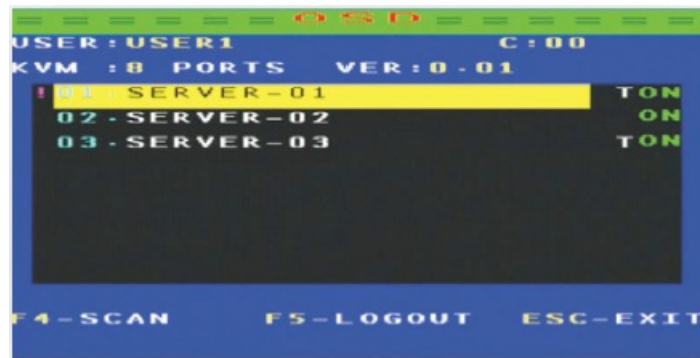 = = = = = = OSD = = = = = =
USER:USER1 C:00
KVM :8 PORTS VER:0.01
! 01.SERVER-01 TON
02.SERVER-02 ON
03.SERVER-03 TON
F4-SCAN F5-LOGOUT ESC-EXIT